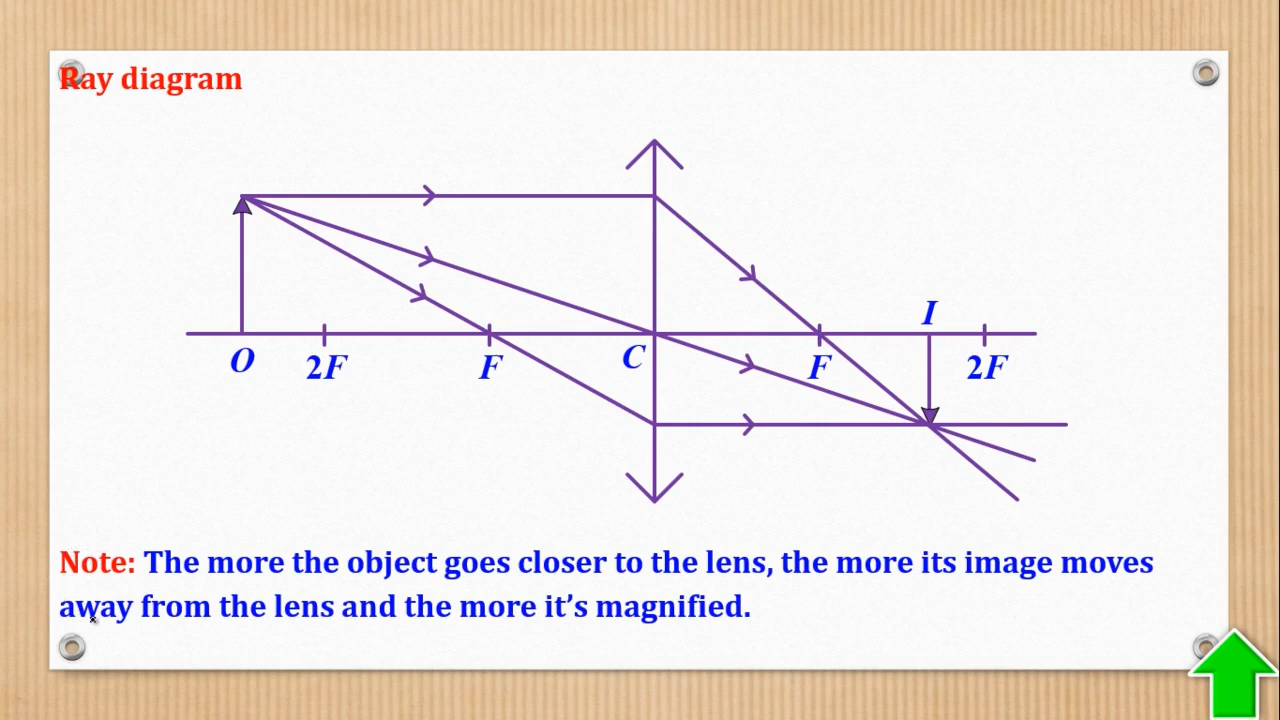 Ray diagram
I
O 2F F C F 2F
Note: The more the object goes closer to the lens, the more its image moves
away from the lens and the more it’s magnified.